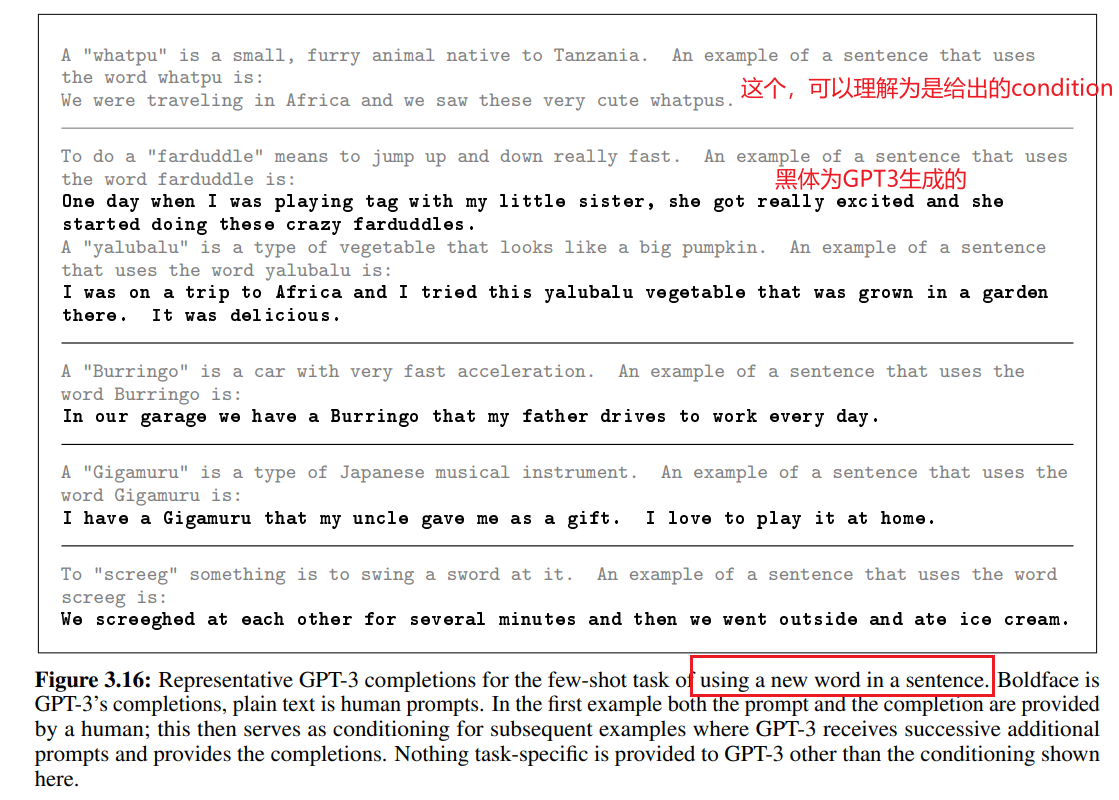 A "whatpu" is a small, furry animal native to Tanzania. An example of a sentence that uses
the word whatpu is:
We were traveling in Africa and we saw these very cute whatpus.
这个，可以理解为是给出的condition
To do a "farduddle" means to jump up and down really fast. An example of a sentence that uses
the word farduddle is:
黑体为GPT3生成的
One day when I was playing tag with my little sister, she got really excited and she
started doing these crazy farduddles.
A "yalubalu" is a type of vegetable that looks like a big pumpkin. An example of a sentence
that uses the word yalubalu is:
I was on a trip to Africa and I tried this yalubalu vegetable that was grown in a garden
there. It was delicious.
A "Burringo" is a car with very fast acceleration. An example of a sentence that uses the
word Burringo is:
In our garage we have a Burringo that my father drives to work every day.
A "Gigamuru" is a type of Japanese musical instrument. An example of a sentence that uses the
word Gigamuru is:
I have a Gigamuru that my uncle gave me as a gift. I love to play it at home.
To "screeg" something is to swing a sword at it. An example of a sentence that uses the word
screeg is:
We screeghed at each other for several minutes and then we went outside and ate ice cream.
Figure 3.16: Representative GPT-3 completions for the few-shot task of using a new word in a sentence. Boldface is
GPT-3's completions, plain text is human prompts. In the first example both the prompt and the completion are provided
by a human; this then serves as conditioning for subsequent examples where GPT-3 receives successive additional
prompts and provides the completions. Nothing task-specific is provided to GPT-3 other than the conditioning shown
here.